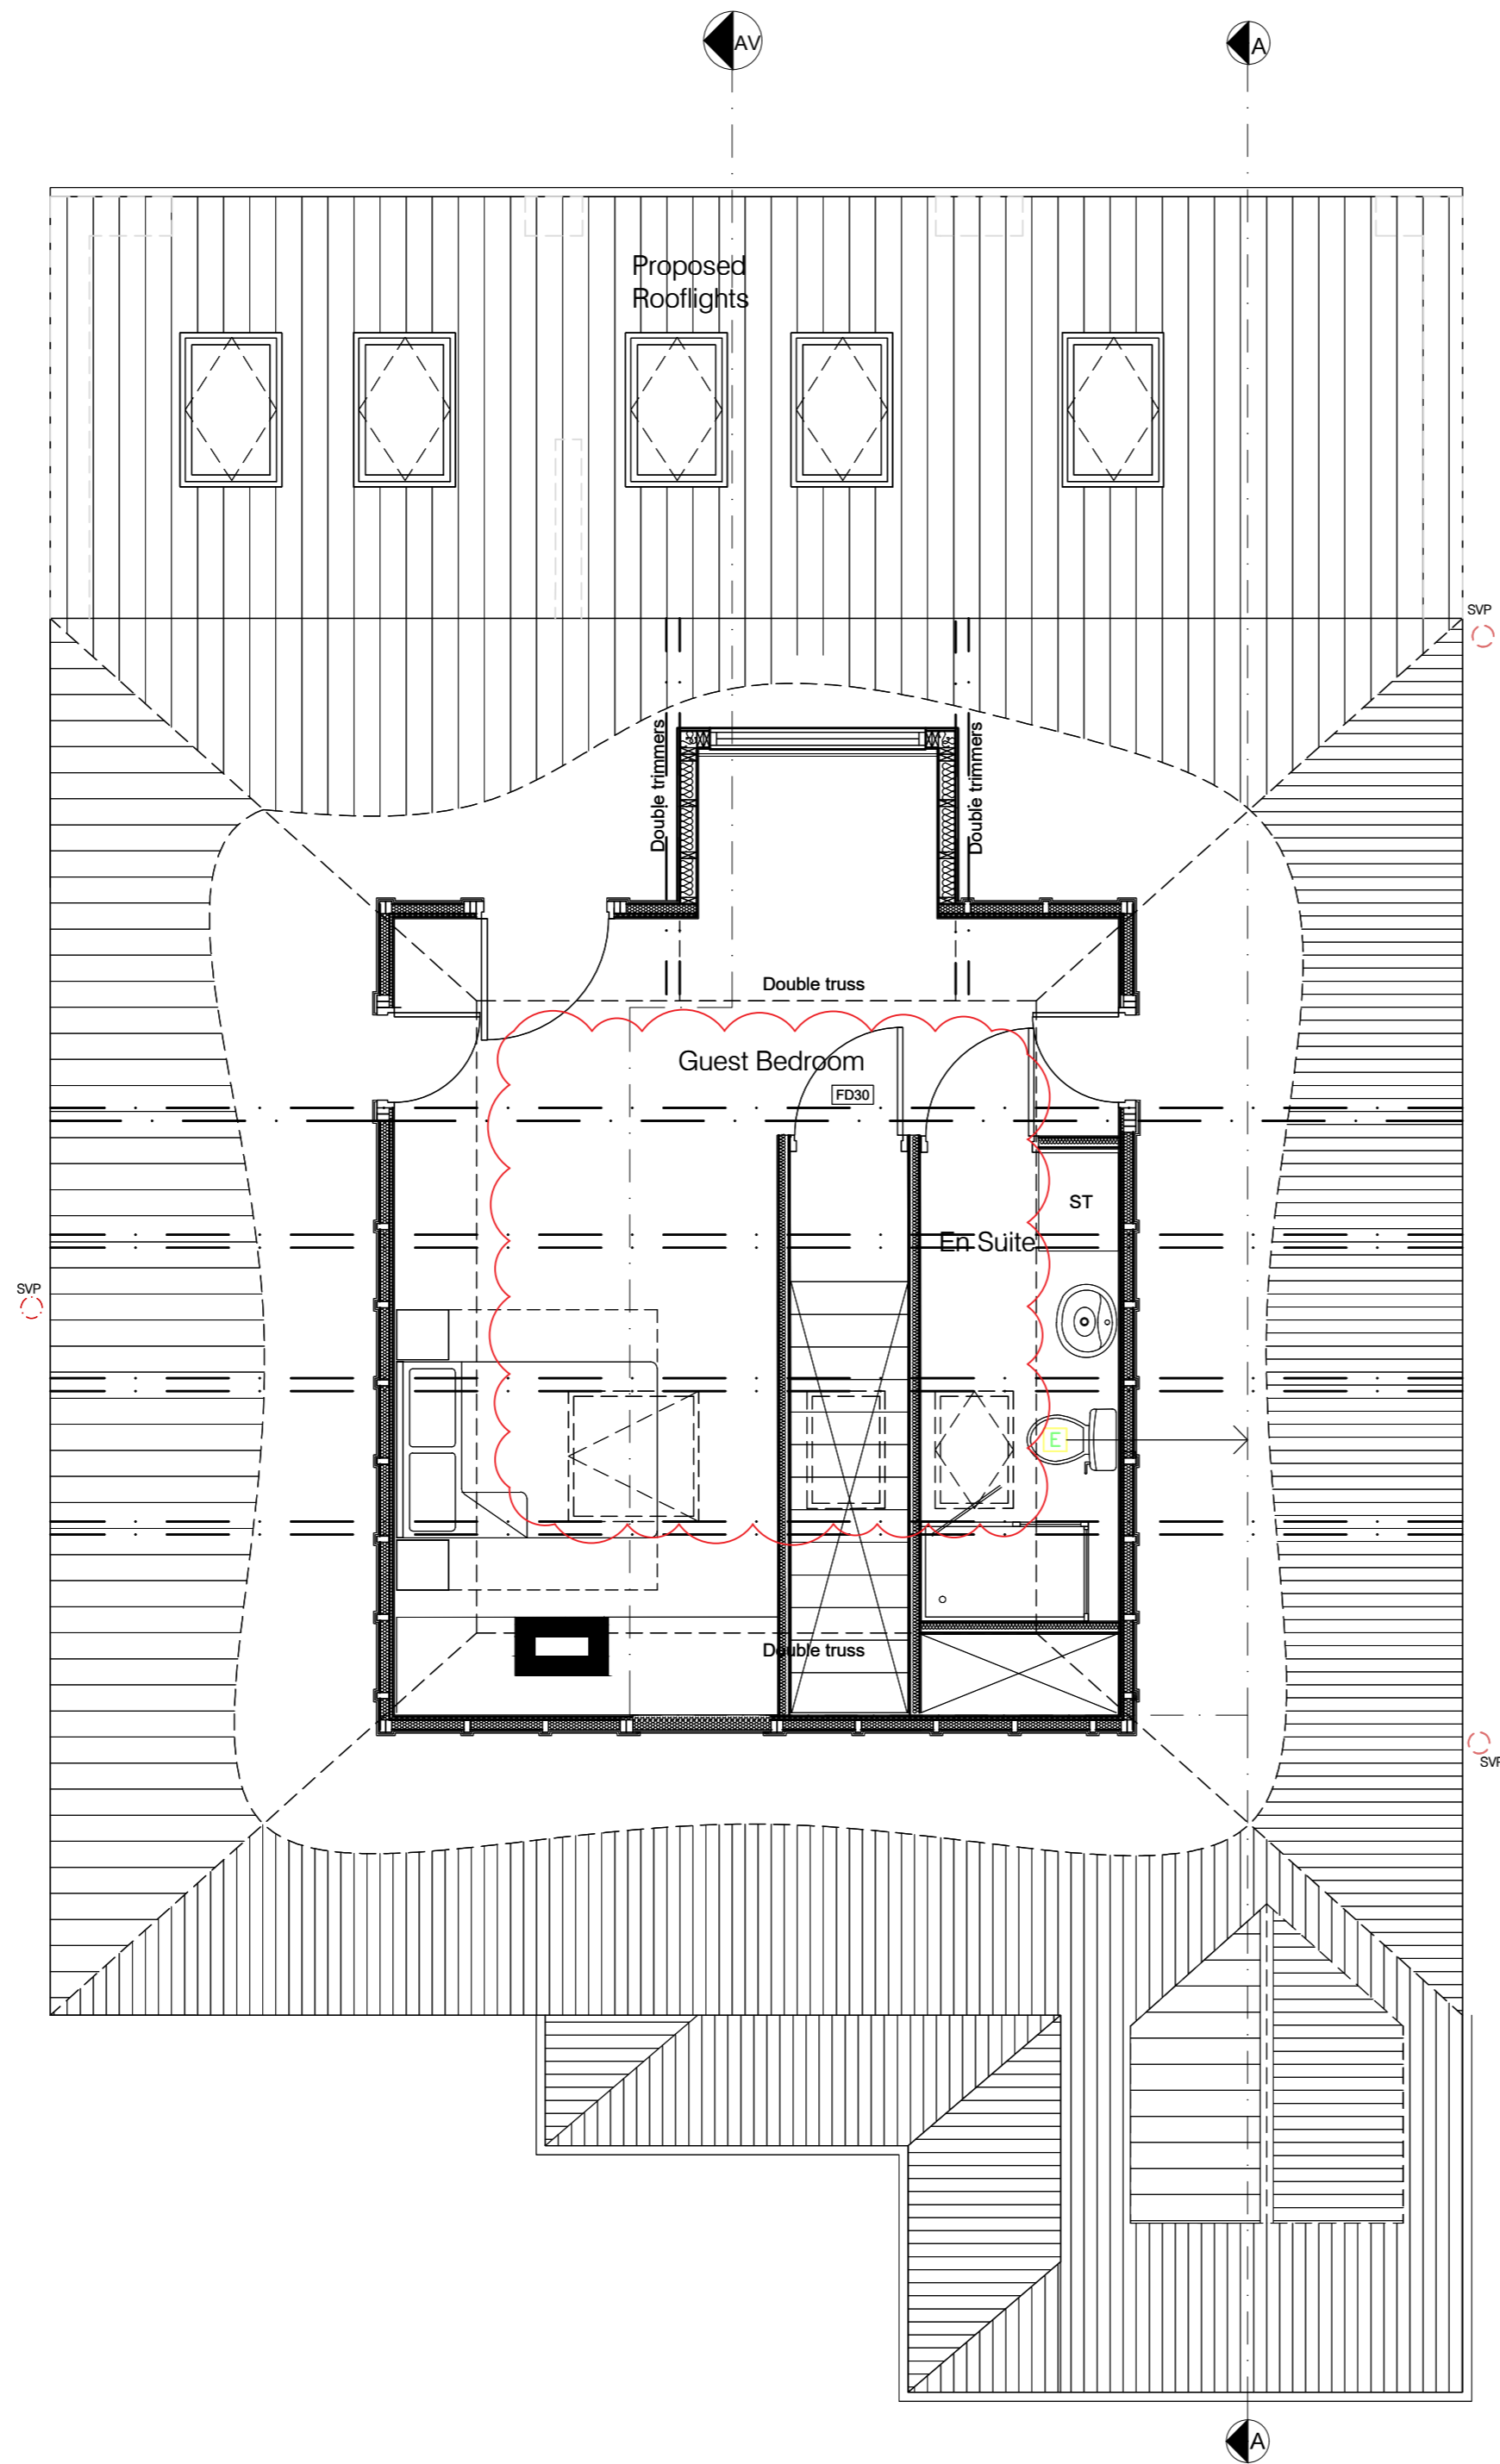 AV
A
Proposed
Rooflights
SVP
Double trimmers
Double trimmers
Double truss
Guest Bedroom
FD30
ST
En Suite
SVP
E
Double truss
SVP
A